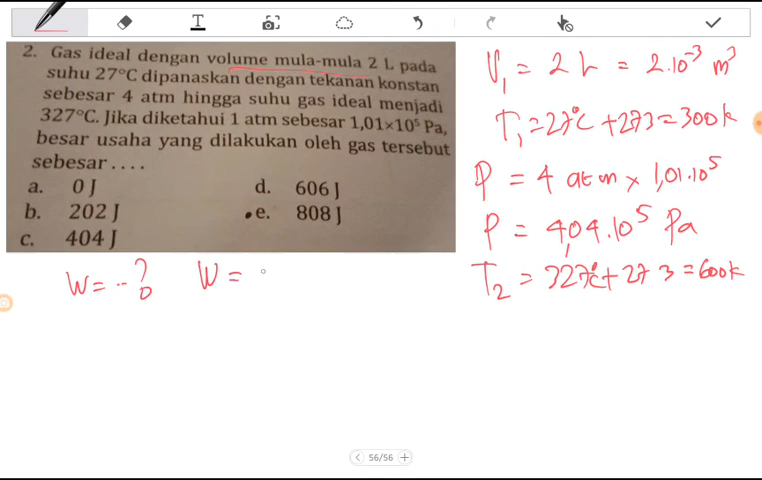 2. Gas ideal dengan volume mula-mula 2 L pada
suhu 27°C dipanaskan dengan tekanan konstan
sebesar 4 atm hingga suhu gas ideal menjadi
327°C. Jika diketahui 1 atm sebesar 1,01×10⁵ Pa,
besar usaha yang dilakukan oleh gas tersebut
sebesar . . . .
a. 0 J
d. 606 J
b. 202 J
e. 808 J
c. 404 J
V₁ = 2 L = 2.10⁻³ m³
T₁ = 27°C + 273 = 300 K
P = 4 atm × 1,01.10⁵
P = 4,04.10⁵ Pa
T₂ = 327°C + 273 = 600 K
W = --?
W =
56/56